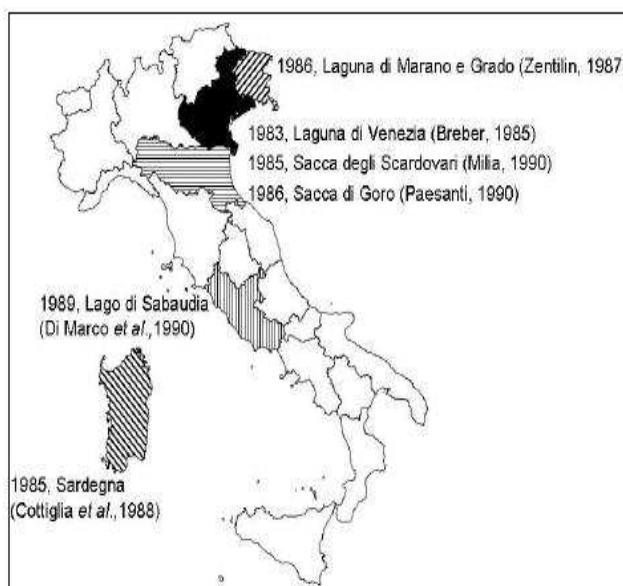 1986, Laguna di Marano e Grado (Zentilin, 1987
1983, Laguna di Venezia (Breber, 1985)
1985, Sacca degli Scardovari (Milia, 1990)
1986, Sacca di Goro (Paesanti, 1990)
1989, Lago di Sabaudia
(Di Marco et al.,1990)
1985, Sardegna
(Cottiglia et al.,1988)